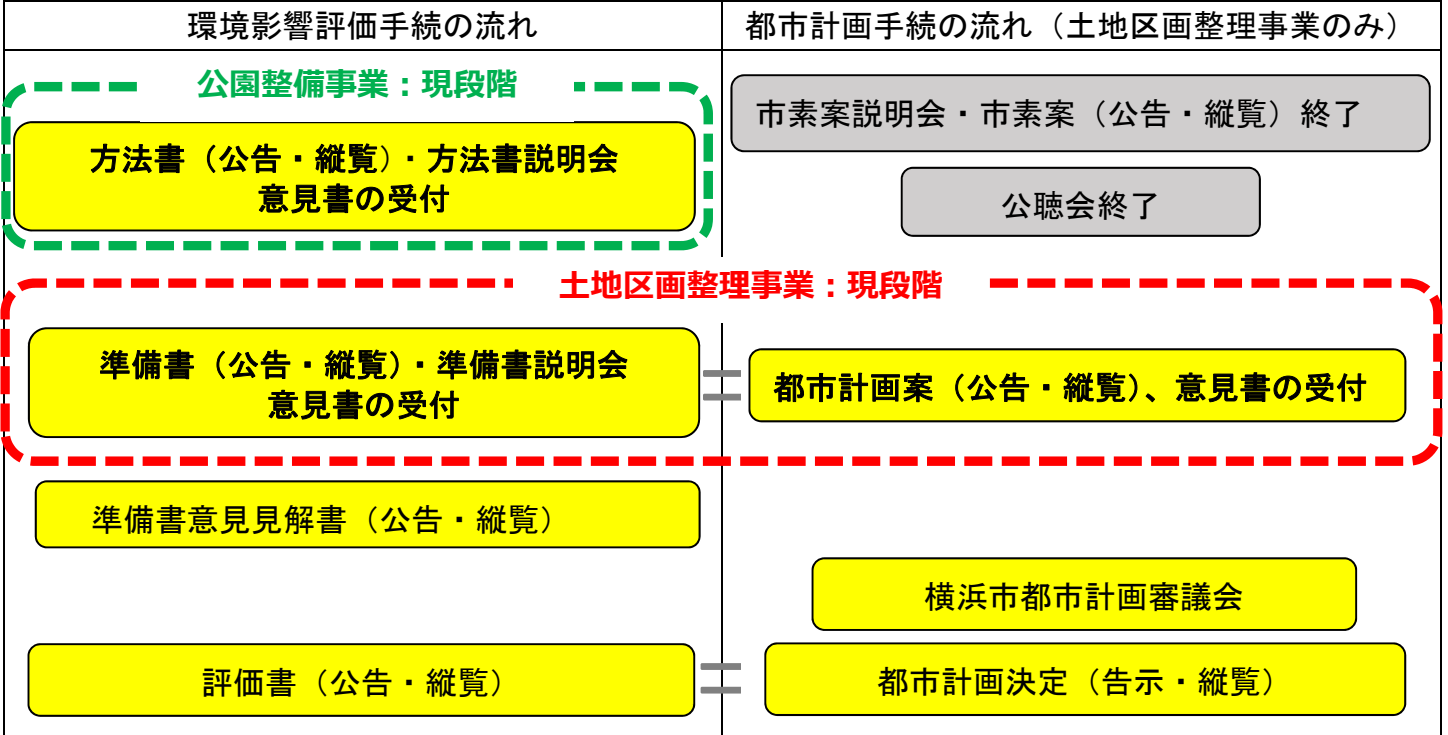 環境影響評価手続の流れ
都市計画手続の流れ（土地区画整理事業のみ）
公園整備事業：現段階
方法書（公告・縦覧）・方法書説明会
意見書の受付
市素案説明会・市素案（公告・縦覧）終了
公聴会終了
土地区画整理事業：現段階
準備書（公告・縦覧）・準備書説明会
意見書の受付
都市計画案（公告・縦覧）、意見書の受付
準備書意見見解書（公告・縦覧）
横浜市都市計画審議会
評価書（公告・縦覧）
都市計画決定（告示・縦覧）